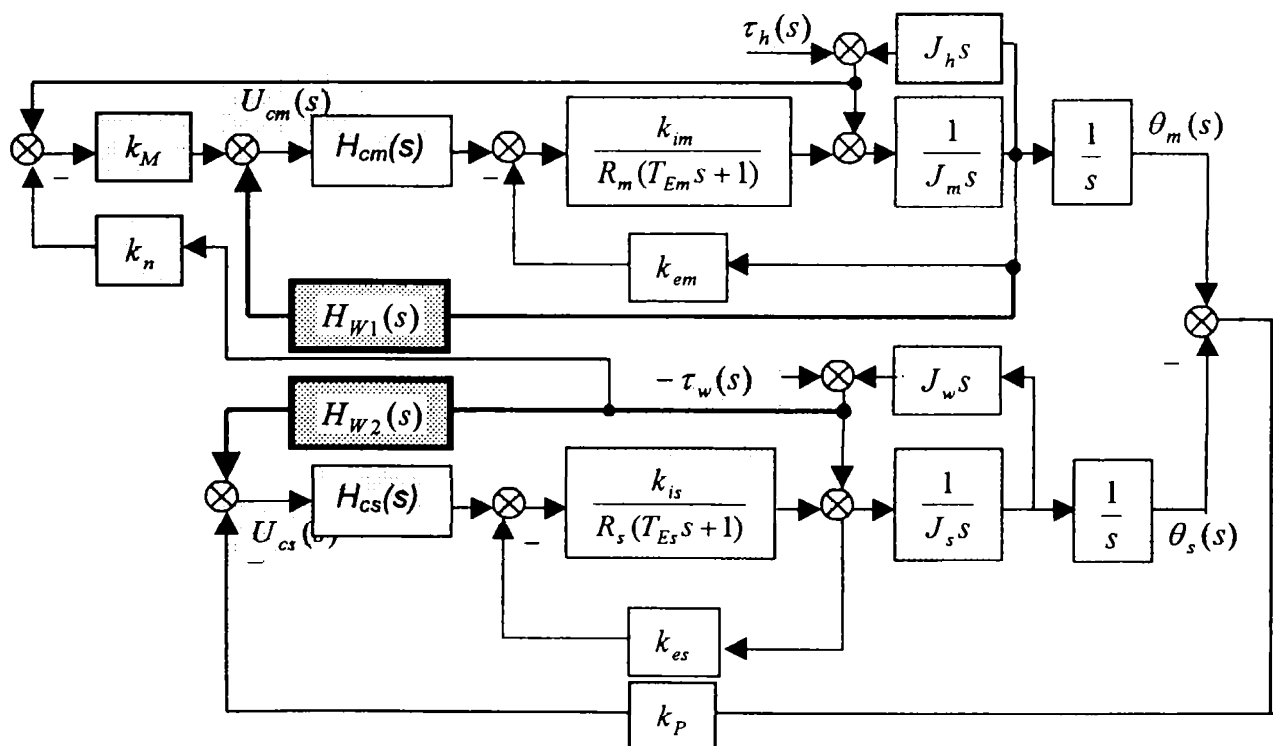 τ_h(s)
J_h s
U_cm(s)
k_M
H_cm(s)
–
k_im / R_m(T_Em s + 1)
1 / J_m s
1 / s
θ_m(s)
–
–
k_n
k_em
H_W1(s)
–
– τ_w(s)
J_w s
H_W2(s)
H_cs(s)
k_is / R_s(T_Es s + 1)
1 / J_s s
1 / s
θ_s(s)
U_cs(s)
–
–
k_es
k_P